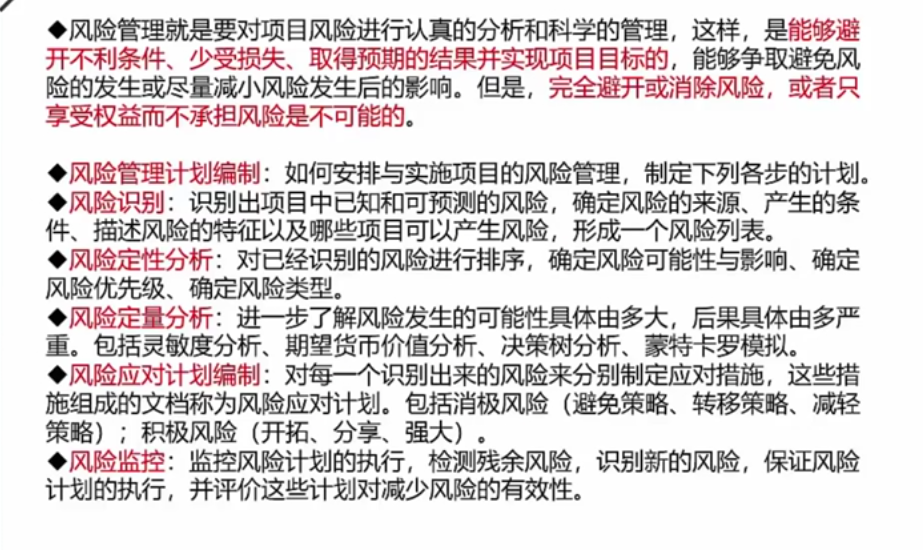 ◆风险管理就是要对项目风险进行认真的分析和科学的管理，这样，是能够避
开不利条件、少受损失、取得预期的结果并实现项目目标的，能够争取避免风
险的发生或尽量减小风险发生后的影响。但是，完全避开或消除风险，或者只
享受权益而不承担风险是不可能的。
◆风险管理计划编制：如何安排与实施项目的风险管理，制定下列各步的计划。
◆风险识别：识别出项目中已知和可预测的风险，确定风险的来源、产生的条
件、描述风险的特征以及哪些项目可以产生风险，形成一个风险列表。
◆风险定性分析：对已经识别的风险进行排序，确定风险可能性与影响、确定
风险优先级、确定风险类型。
◆风险定量分析：进一步了解风险发生的可能性具体由多大，后果具体由多严
重。包括灵敏度分析、期望货币价值分析、决策树分析、蒙特卡罗模拟。
◆风险应对计划编制：对每一个识别出来的风险来分别制定应对措施，这些措
施组成的文档称为风险应对计划。包括消极风险（避免策略、转移策略、减轻
策略）；积极风险（开拓、分享、强大）。
◆风险监控：监控风险计划的执行，检测残余风险，识别新的风险，保证风险
计划的执行，并评价这些计划对减少风险的有效性。